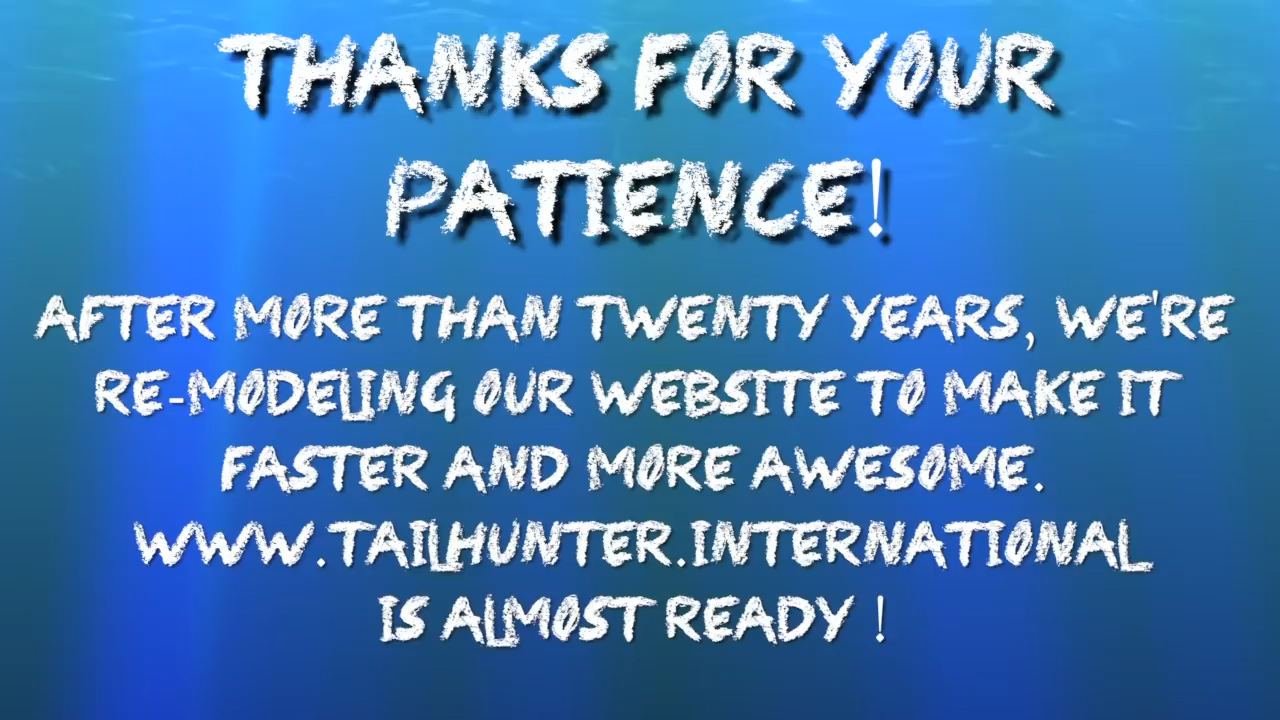 THANKS FOR YOUR
PATIENCE!
AFTER MORE THAN TWENTY YEARS, WE'RE
RE-MODELING OUR WEBSITE TO MAKE IT
FASTER AND MORE AWESOME.
WWW.TAILHUNTER.INTERNATIONAL
IS ALMOST READY !